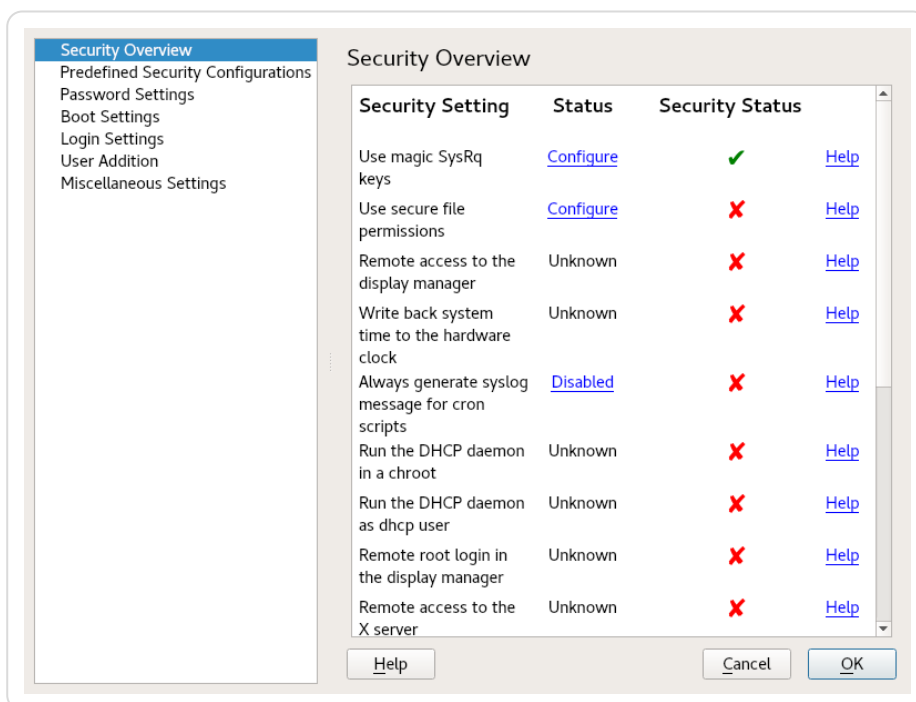 Security Overview
Predefined Security Configurations
Password Settings
Boot Settings
Login Settings
User Addition
Miscellaneous Settings
Security Overview
Security Setting Status Security Status
Use magic SysRq Configure ✔ Help
keys
Use secure file Configure ✘ Help
permissions
Remote access to the Unknown ✘ Help
display manager
Write back system Unknown ✘ Help
time to the hardware
clock
Always generate syslog Disabled ✘ Help
message for cron
scripts
Run the DHCP daemon Unknown ✘ Help
in a chroot
Run the DHCP daemon Unknown ✘ Help
as dhcp user
Remote root login in Unknown ✘ Help
the display manager
Remote access to the Unknown ✘ Help
X server
Help Cancel OK